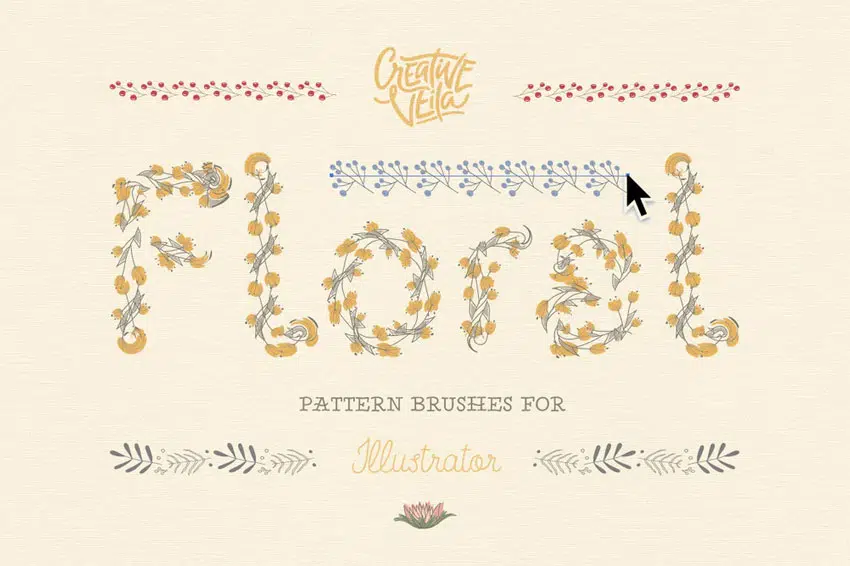 Creative
Veila
Floral
PATTERN BRUSHES FOR
Illustrator